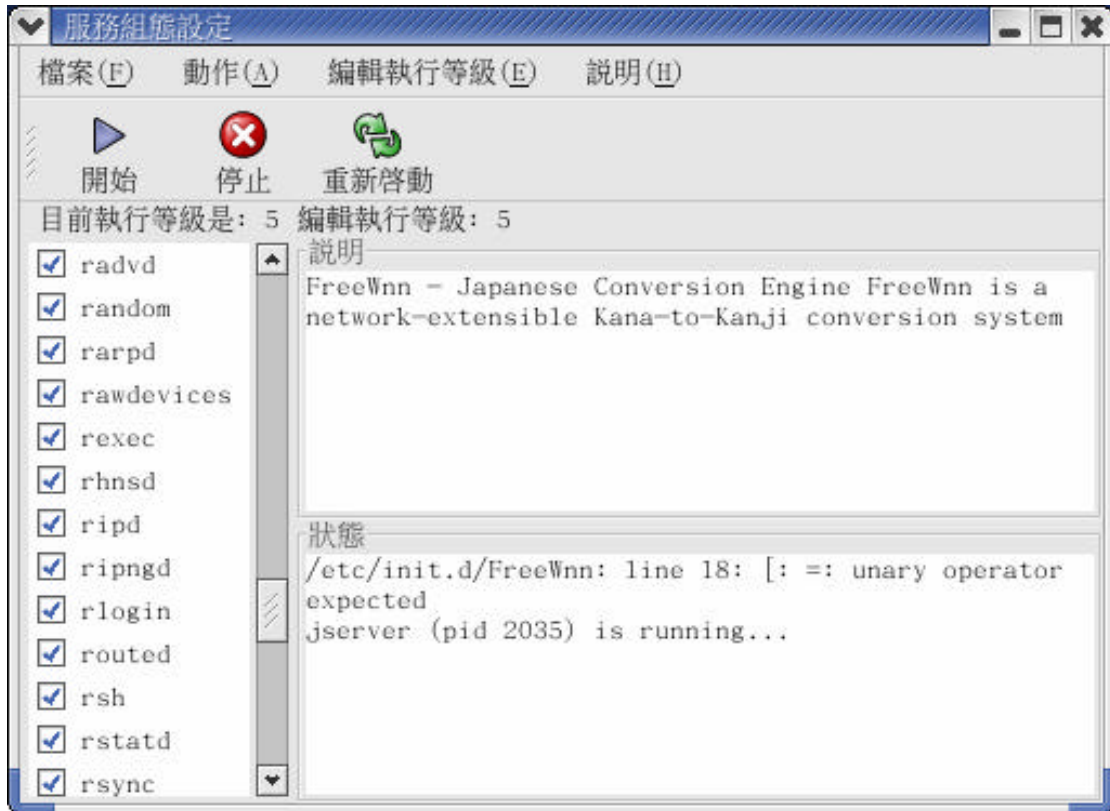 服務組態設定
檔案(F) 動作(A) 編輯執行等級(E) 説明(H)
開始 停止 重新啓動
目前執行等級是: 5 編輯執行等級: 5
radvd
random
rarpd
rawdevices
rexec
rhnsd
ripd
ripngd
rlogin
routed
rsh
rstatd
rsync
説明
FreeWnn - Japanese Conversion Engine FreeWnn is a
network-extensible Kana-to-Kanji conversion system
狀態
/etc/init.d/FreeWnn: line 18: [: =: unary operator
expected
jserver (pid 2035) is running...